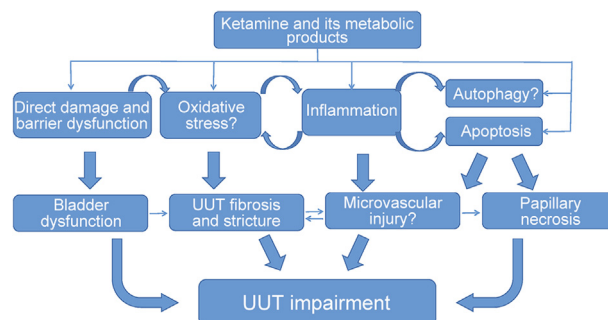 Ketamine and its metabolic
products
Direct damage and
barrier dysfunction
Oxidative
stress?
Inflammation
Autophagy?
Apoptosis
Bladder
dysfunction
UUT fibrosis
and stricture
Microvascular
injury?
Papillary
necrosis
UUT impairment